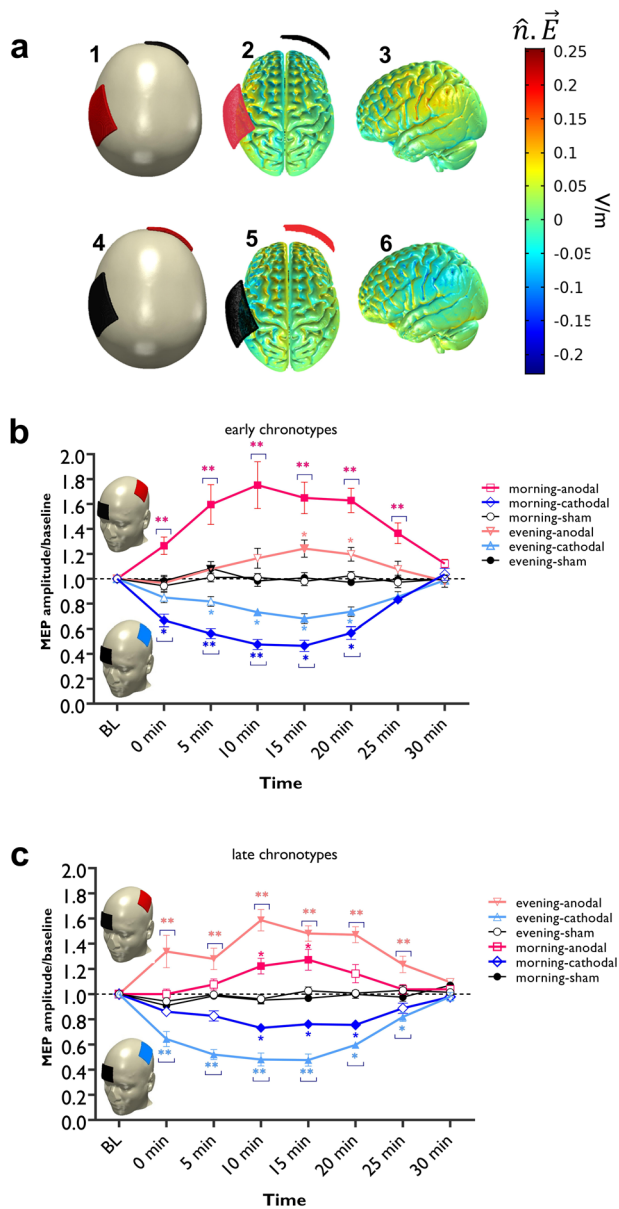 a
1
2
3
n̂.E⃗
0.25
0.2
0.15
0.1
0.05
0
-0.05
-0.1
-0.15
-0.2
V/m
4
5
6
b
early chronotypes
MEP amplitude/baseline
2.0
1.8
1.6
1.4
1.2
1.0
0.8
0.6
0.4
0.2
0.0
**
**
**
**
**
**
*
*
*
*
*
*
*
**
**
*
*
BL
0 min
5 min
10 min
15 min
20 min
25 min
30 min
Time
morning-anodal
morning-cathodal
morning-sham
evening-anodal
evening-cathodal
evening-sham
c
late chronotypes
MEP amplitude/baseline
2.0
1.8
1.6
1.4
1.2
1.0
0.8
0.6
0.4
0.2
0.0
**
**
**
**
**
**
*
*
*
*
*
**
**
**
**
*
*
BL
0 min
5 min
10 min
15 min
20 min
25 min
30 min
Time
evening-anodal
evening-cathodal
evening-sham
morning-anodal
morning-cathodal
morning-sham